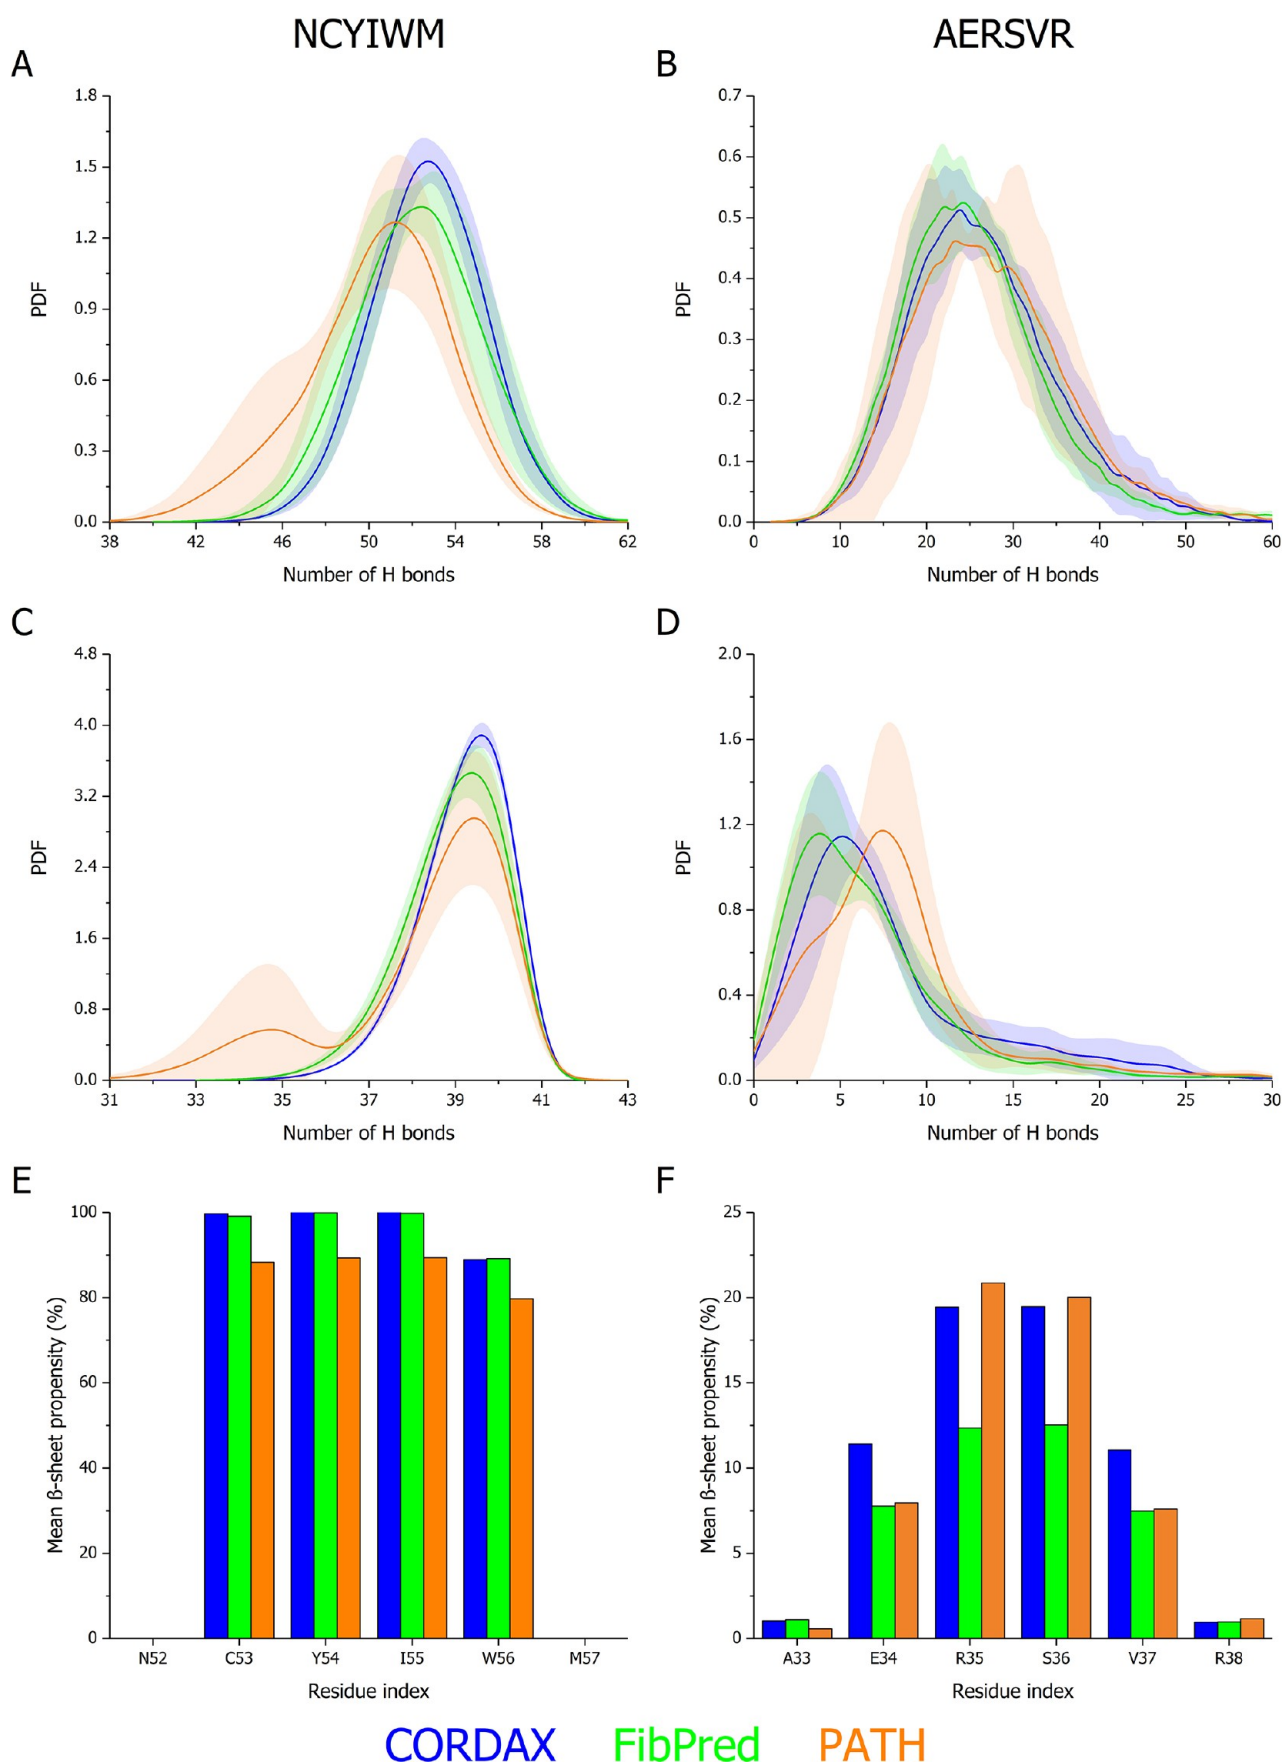 NCYIWM AERSVR
A B
1.8 0.7
1.5 0.6
1.2 0.5
0.9 0.4
0.6 0.3
0.3 0.2
0.0 0.1
0.0
PDF PDF
38 42 46 50 54 58 62 0 10 20 30 40 50 60
Number of H bonds Number of H bonds
C D
4.8 2.0
4.0 1.6
3.2 1.2
2.4 0.8
1.6 0.4
0.8 0.0
0.0
PDF PDF
31 33 35 37 39 41 43 0 5 10 15 20 25 30
Number of H bonds Number of H bonds
E F
100 25
80 20
60 15
40 10
20 5
0 0
Mean ß-sheet propensity (%) Mean ß-sheet propensity (%)
N52 C53 Y54 I55 W56 M57 A33 E34 R35 S36 V37 R38
Residue index Residue index
CORDAX FibPred PATH